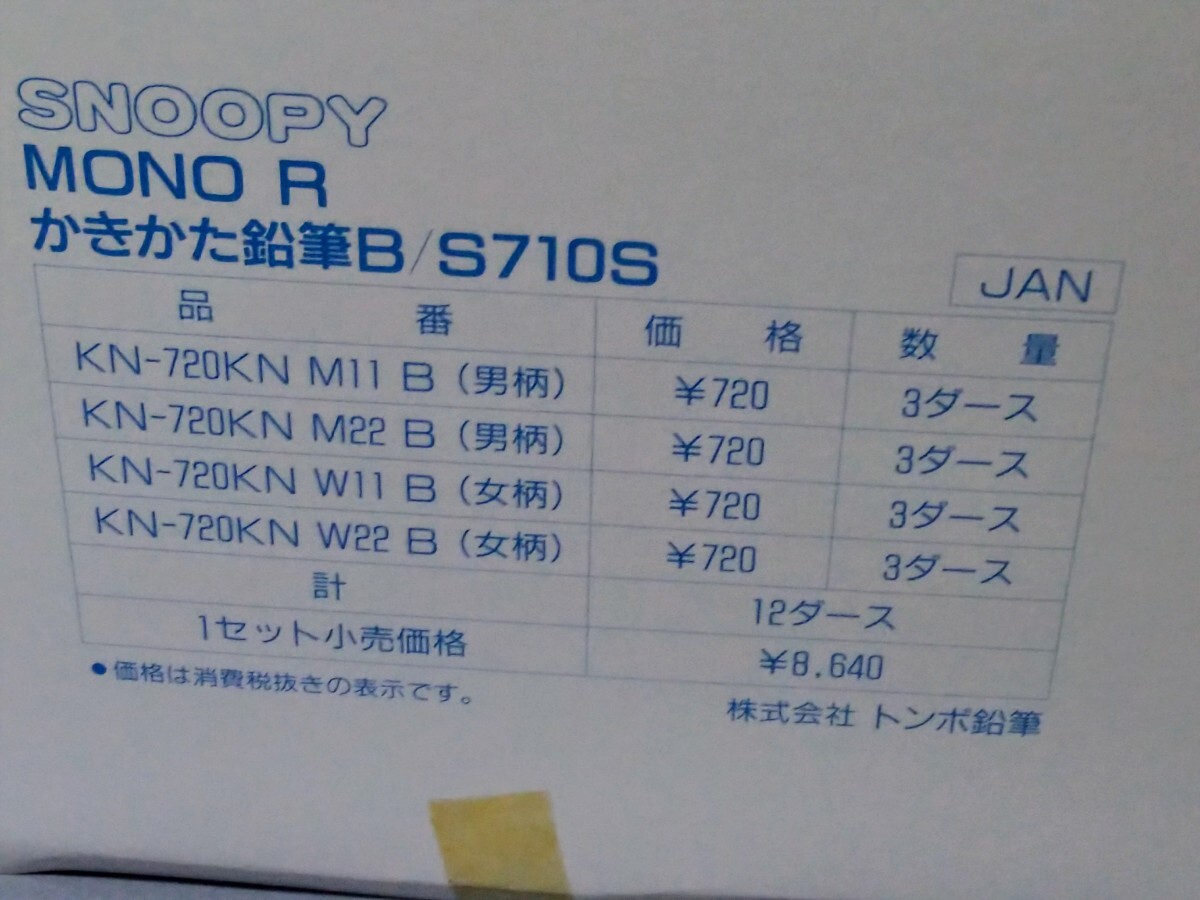 SNOOPY
MONO R
かきかた鉛筆B/S710S
JAN
品番 価格 数量
KN-720KN M11 B（男柄） ¥720 3ダース
KN-720KN M22 B（男柄） ¥720 3ダース
KN-720KN W11 B（女柄） ¥720 3ダース
KN-720KN W22 B（女柄） ¥720 3ダース
計 12ダース
1セット小売価格 ¥8,640
●価格は消費税抜きの表示です。
株式会社 トンボ鉛筆